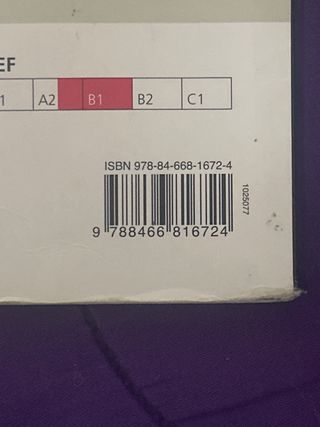 EF
1 A2 B1 B2 C1
ISBN 978-84-668-1672-4
9 788466 816724
1025077